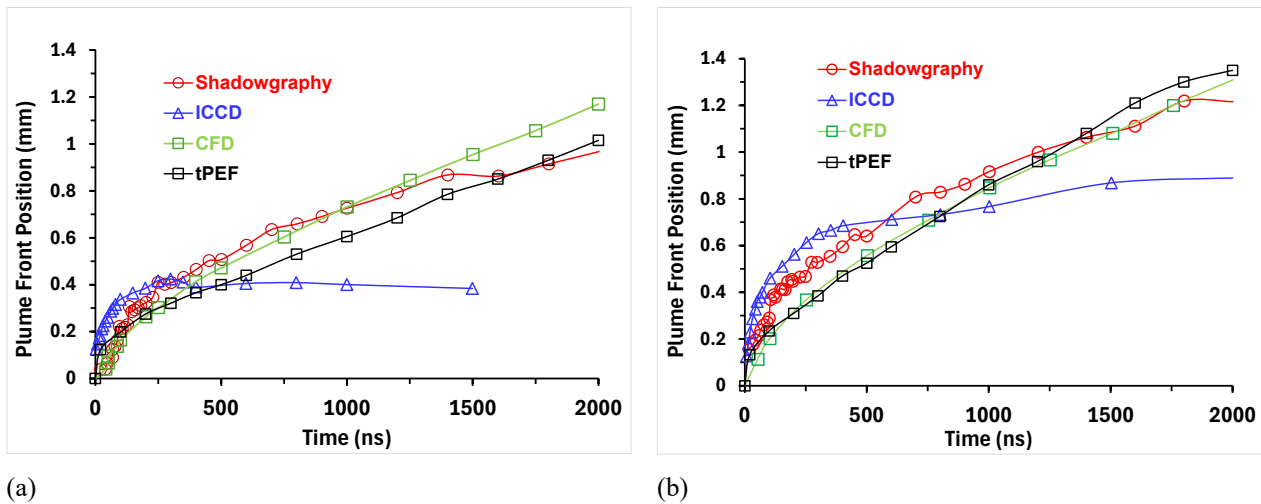 1.4
1.2
1
0.8
0.6
0.4
0.2
0
Plume Front Position (mm)
Shadowgraphy
ICCD
CFD
tPEF
0 500 1000 1500 2000
Time (ns)
(a)
1.4
1.2
1
0.8
0.6
0.4
0.2
0
Plume Front Position (mm)
Shadowgraphy
ICCD
CFD
tPEF
0 500 1000 1500 2000
Time (ns)
(b)